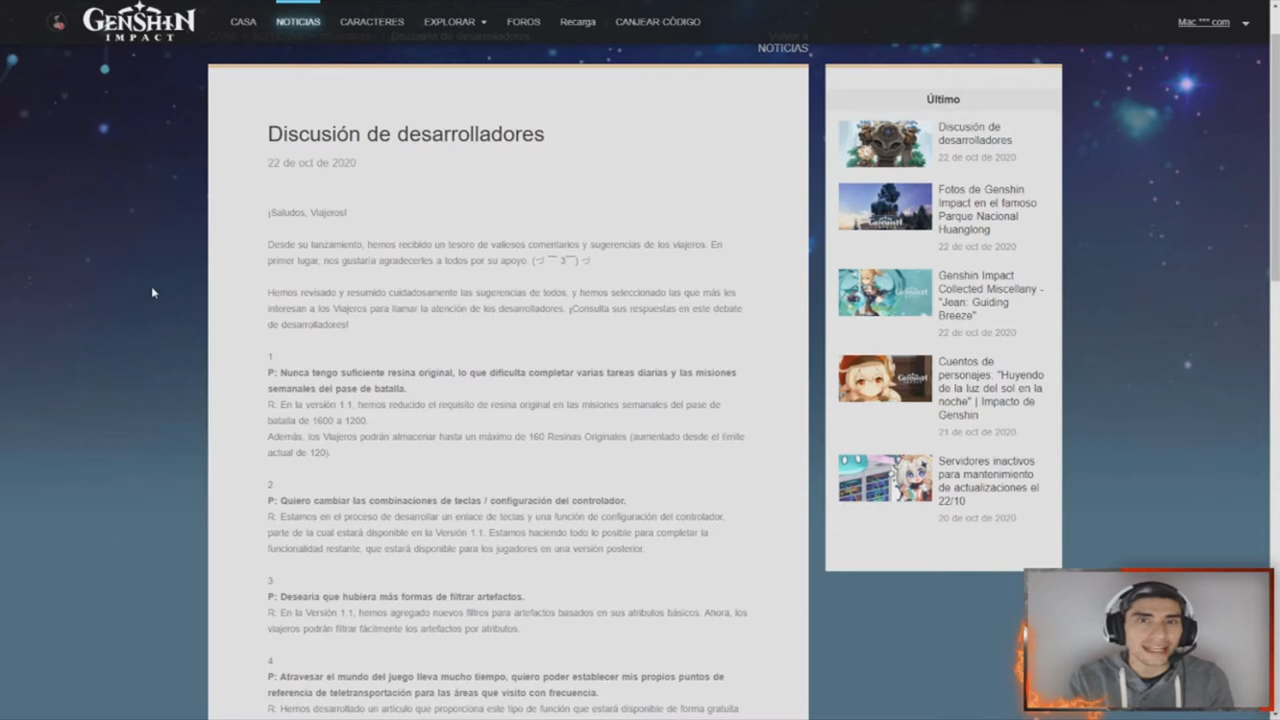 GENSHIN
IMPACT
CASA
NOTICIAS
CARACTERES
EXPLORAR
FOROS
Recarga
CANJEAR CÓDIGO
Mac *** com
NOTICIAS
Discusión de desarrolladores
22 de oct de 2020
¡Saludos, Viajeros!
Desde su lanzamiento, hemos recibido un tesoro de valiosos comentarios y sugerencias de los viajeros. En
primer lugar, nos gustaría agradecerles a todos por su apoyo. (づ ￣ 3￣) づ
Hemos revisado y resumido cuidadosamente las sugerencias de todos, y hemos seleccionado las que más les
interesan a los Viajeros para llamar la atención de los desarrolladores. ¡Consulta sus respuestas en este debate
de desarrolladores!
1
P: Nunca tengo suficiente resina original, lo que dificulta completar varias tareas diarias y las misiones
semanales del pase de batalla.
R: En la versión 1.1, hemos reducido el requisito de resina original en las misiones semanales del pase de
batalla de 1600 a 1200.
Además, los Viajeros podrán almacenar hasta un máximo de 160 Resinas Originales (aumentado desde el límite
actual de 120).
2
P: Quiero cambiar las combinaciones de teclas / configuración del controlador.
R: Estamos en el proceso de desarrollar un enlace de teclas y una función de configuración del controlador,
parte de la cual estará disponible en la Versión 1.1. Estamos haciendo todo lo posible para completar la
funcionalidad restante, que estará disponible para los jugadores en una versión posterior.
3
P: Desearía que hubiera más formas de filtrar artefactos.
R: En la Versión 1.1, hemos agregado nuevos filtros para artefactos basados en sus atributos básicos. Ahora, los
viajeros podrán filtrar fácilmente los artefactos por atributos.
4
P: Atravesar el mundo del juego lleva mucho tiempo, quiero poder establecer mis propios puntos de
referencia de teletransportación para las áreas que visito con frecuencia.
R: Hemos desarrollado un artículo que proporciona este tipo de función que estará disponible de forma gratuita
Último
Discusión de
desarrolladores
22 de oct de 2020
Fotos de Genshin
Impact en el famoso
Parque Nacional
Huanglong
22 de oct de 2020
Genshin Impact
Collected Miscellany -
"Jean: Guiding
Breeze"
22 de oct de 2020
Cuentos de
personajes. "Huyendo
de la luz del sol en la
noche" | Impacto de
Genshin
21 de oct de 2020
Servidores inactivos
para mantenimiento
de actualizaciones el
22/10
20 de oct de 2020